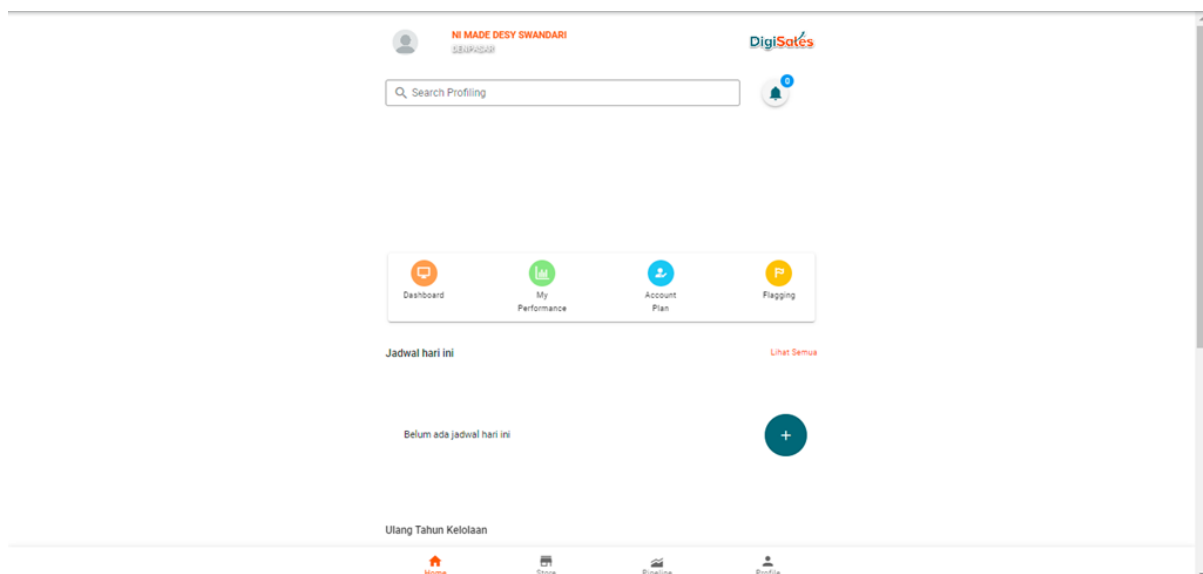 NI MADE DESY SWANDARI
DENPASAR
DigiSales
0
Search Profiling
Dashboard
My
Performance
Account
Plan
Flagging
Jadwal hari ini
Lihat Semua
Belum ada jadwal hari ini
+
Ulang Tahun Kelolaan
Home
Store
Pipeline
Profile